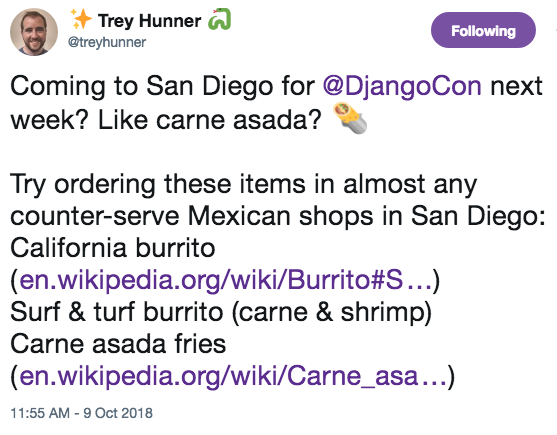 ✨ Trey Hunner 🐍
@treyhunner
Following
Coming to San Diego for @DjangoCon next
week? Like carne asada? 🌯
Try ordering these items in almost any
counter-serve Mexican shops in San Diego:
California burrito
(en.wikipedia.org/wiki/Burrito#S…)
Surf & turf burrito (carne & shrimp)
Carne asada fries
(en.wikipedia.org/wiki/Carne_asa…)
11:55 AM - 9 Oct 2018